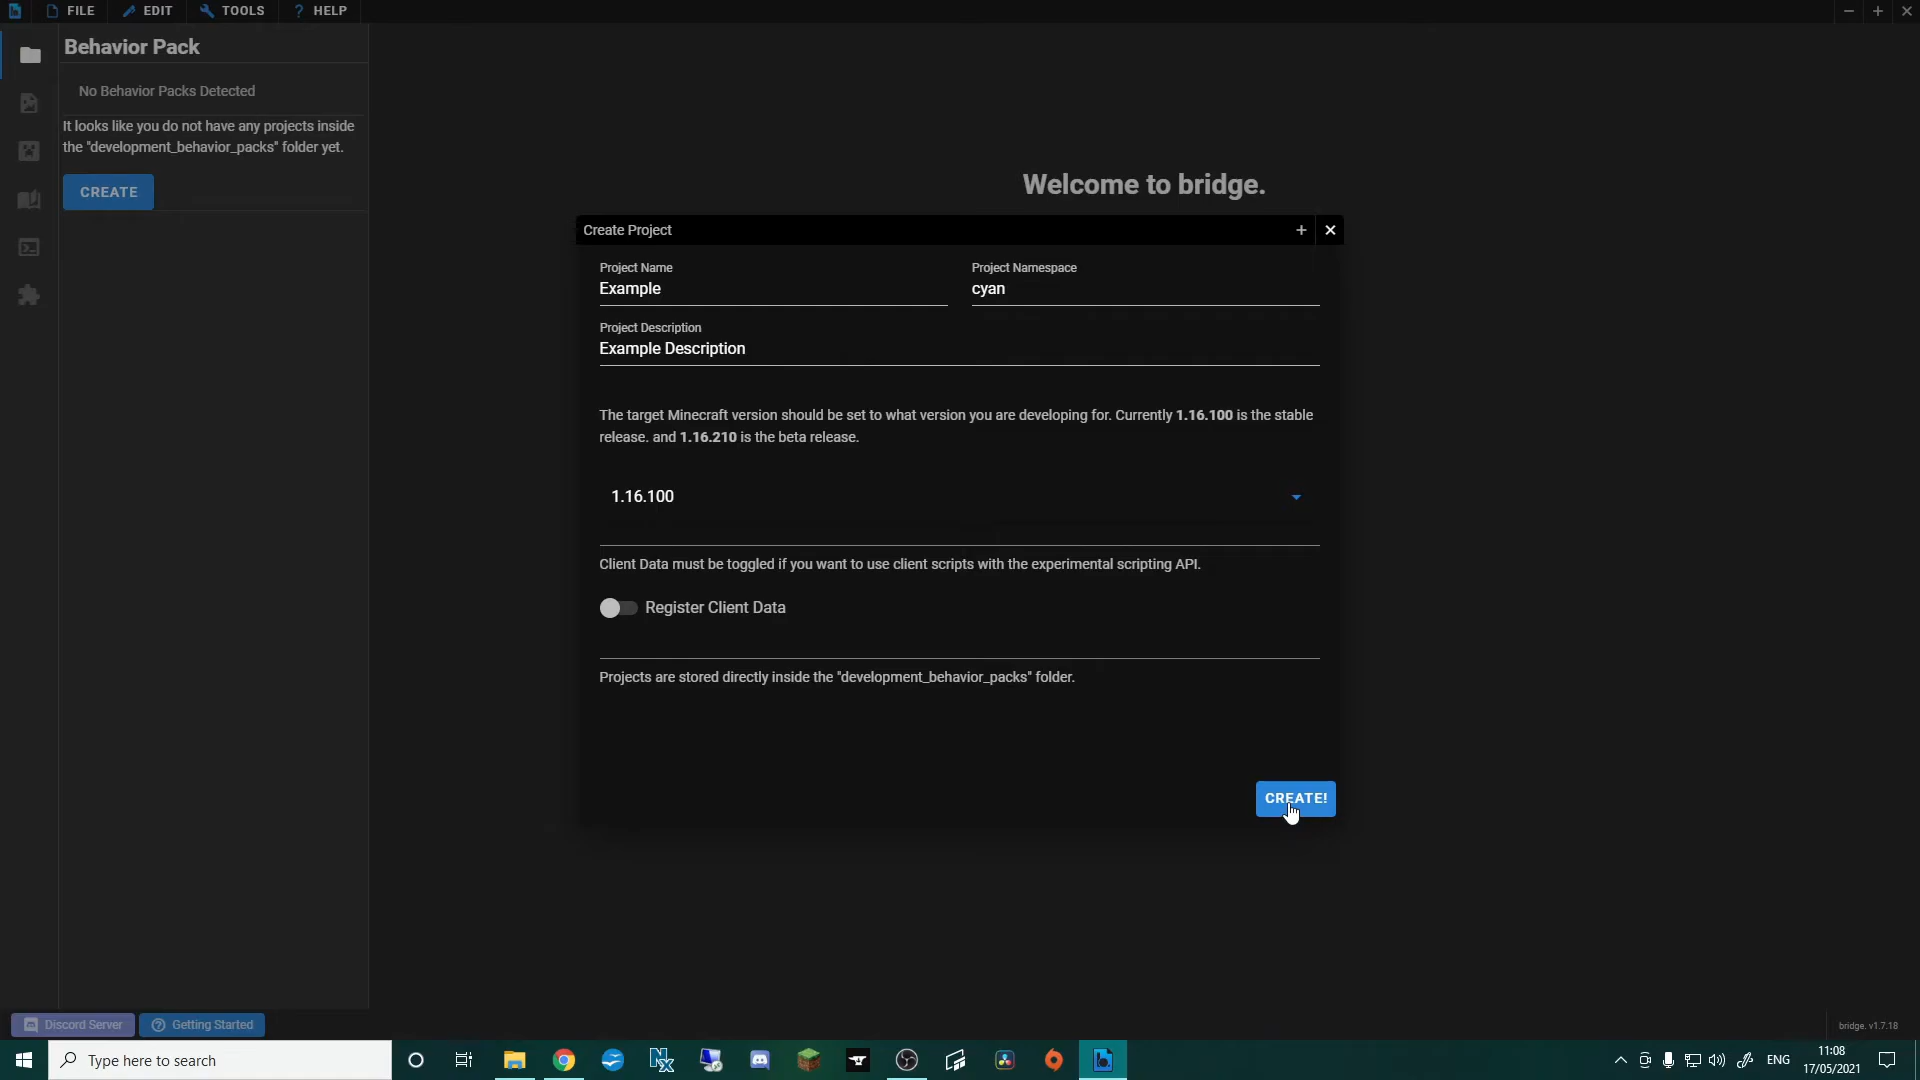 FILE EDIT TOOLS HELP
Behavior Pack
No Behavior Packs Detected
It looks like you do not have any projects inside
the "development_behavior_packs" folder yet.
CREATE
Welcome to bridge.
Create Project
Project Name
Example
Project Namespace
cyan
Project Description
Example Description
The target Minecraft version should be set to what version you are developing for. Currently 1.16.100 is the stable
release. and 1.16.210 is the beta release.
1.16.100
Client Data must be toggled if you want to use client scripts with the experimental scripting API.
Register Client Data
Projects are stored directly inside the "development_behavior_packs" folder.
CREATE!
Discord Server
Getting Started
bridge. v1.7.18
Type here to search
ENG
11:08
17/05/2021